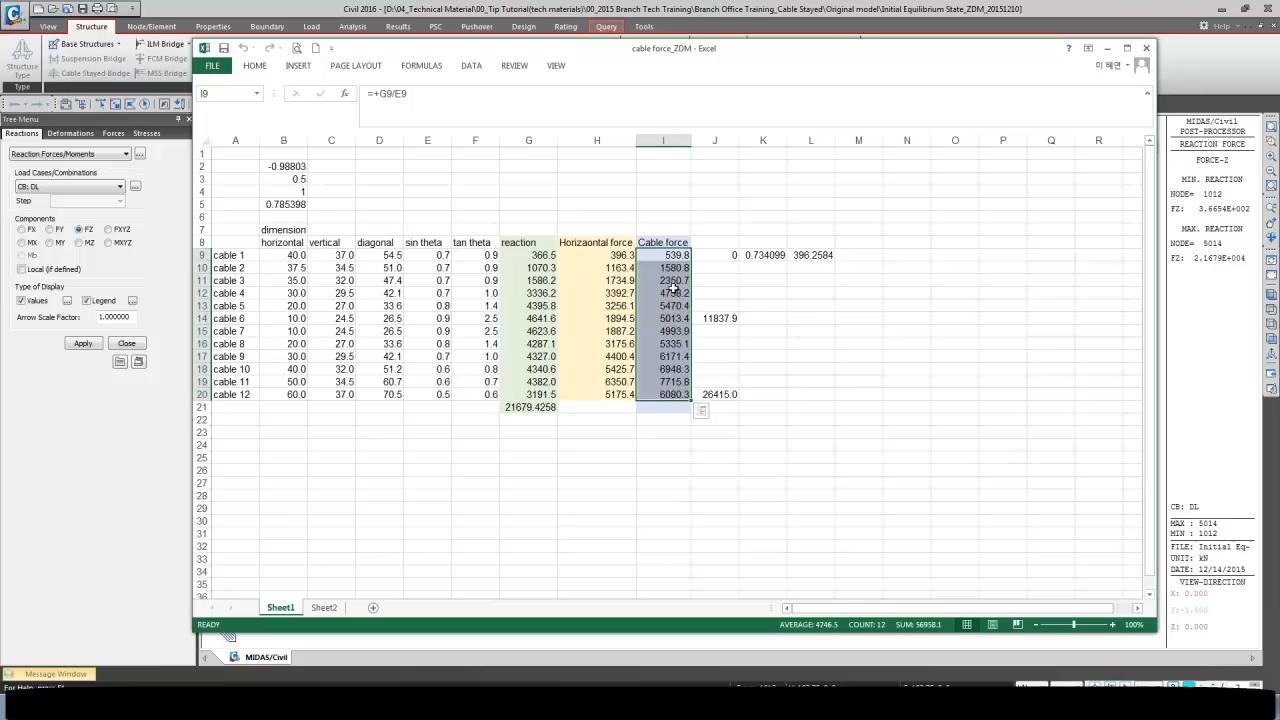 Civil 2016 - [D:\04_Technical Material\00_Tip Tutorial(tech materials)\00_2015 Branch Tech Training\Branch Office Training_Cable Stayed\Original model\Initial Equilibrium State_ZDM_20151210]
View Structure Node/Element Properties Boundary Load Analysis Results PSC Pushover Design Rating Query Tools Help
Base Structures ILM Bridge
Suspension Bridge FCM Bridge
Cable Stayed Bridge MSS Bridge
Structure
Type
Type
Tree Menu
Reactions Deformations Forces Stresses
Reaction Forces/Moments
Load Cases/Combinations
CB: DL
Step
Components
FX FY FZ FXYZ
MX MY MZ MXYZ
Mb
Local (if defined)
Type of Display
Values Legend
Arrow Scale Factor: 1.000000
Apply Close
cable force_ZDM - Excel
FILE HOME INSERT PAGE LAYOUT FORMULAS DATA REVIEW VIEW
I9 fx =+G9/E9
A B C D E F G H I J K L M N O P Q R
1
2 -0.98803
3 0.5
4 1
5 0.785398
6
7 dimension
8 horizontal vertical diagonal sin theta tan theta reaction Horizaontal force Cable force
9 cable 1 40.0 37.0 54.5 0.7 0.9 366.5 396.3 539.8 0 0.734099 396.2584
10 cable 2 37.5 34.5 51.0 0.7 0.9 1070.3 1163.4 1580.8
11 cable 3 35.0 32.0 47.4 0.7 0.9 1586.2 1734.9 2350.7
12 cable 4 30.0 29.5 42.1 0.7 1.0 3336.2 3392.7
13 cable 5 20.0 27.0 33.6 0.8 1.4 4395.8 3256.1 5470.4
14 cable 6 10.0 24.5 26.5 0.9 2.5 4641.6 1894.5 5013.4 11837.9
15 cable 7 10.0 24.5 26.5 0.9 2.5 4623.6 1887.2 4993.9
16 cable 8 20.0 27.0 33.6 0.8 1.4 4287.1 3175.6 5335.1
17 cable 9 30.0 29.5 42.1 0.7 1.0 4327.0 4400.4 6171.4
18 cable 10 40.0 32.0 51.2 0.6 0.8 4340.6 5425.7 6948.3
19 cable 11 50.0 34.5 60.7 0.6 0.7 4382.0 6350.7 7715.8
20 cable 12 60.0 37.0 70.5 0.5 0.6 3191.5 5175.4 6080.3 26415.0
21 21679.4258
22
23
24
25
26
27
28
29
30
31
32
33
34
35
36
Sheet1 Sheet2
READY AVERAGE: 4746.5 COUNT: 12 SUM: 56958.1 100%
MIDAS/Civil
POST-PROCESSOR
REACTION FORCE
FORCE-Z
MIN. REACTION
NODE= 1012
FZ: 3.6654E+002
MAX. REACTION
NODE= 5014
FZ: 2.1679E+004
CB: DL
MAX : 5014
MIN : 1012
FILE: Initial Eq~
UNIT: kN
DATE: 12/14/2015
VIEW-DIRECTION
X: 0.000
Y:-1.000
Z: 0.000
MIDAS/Civil
Message Window